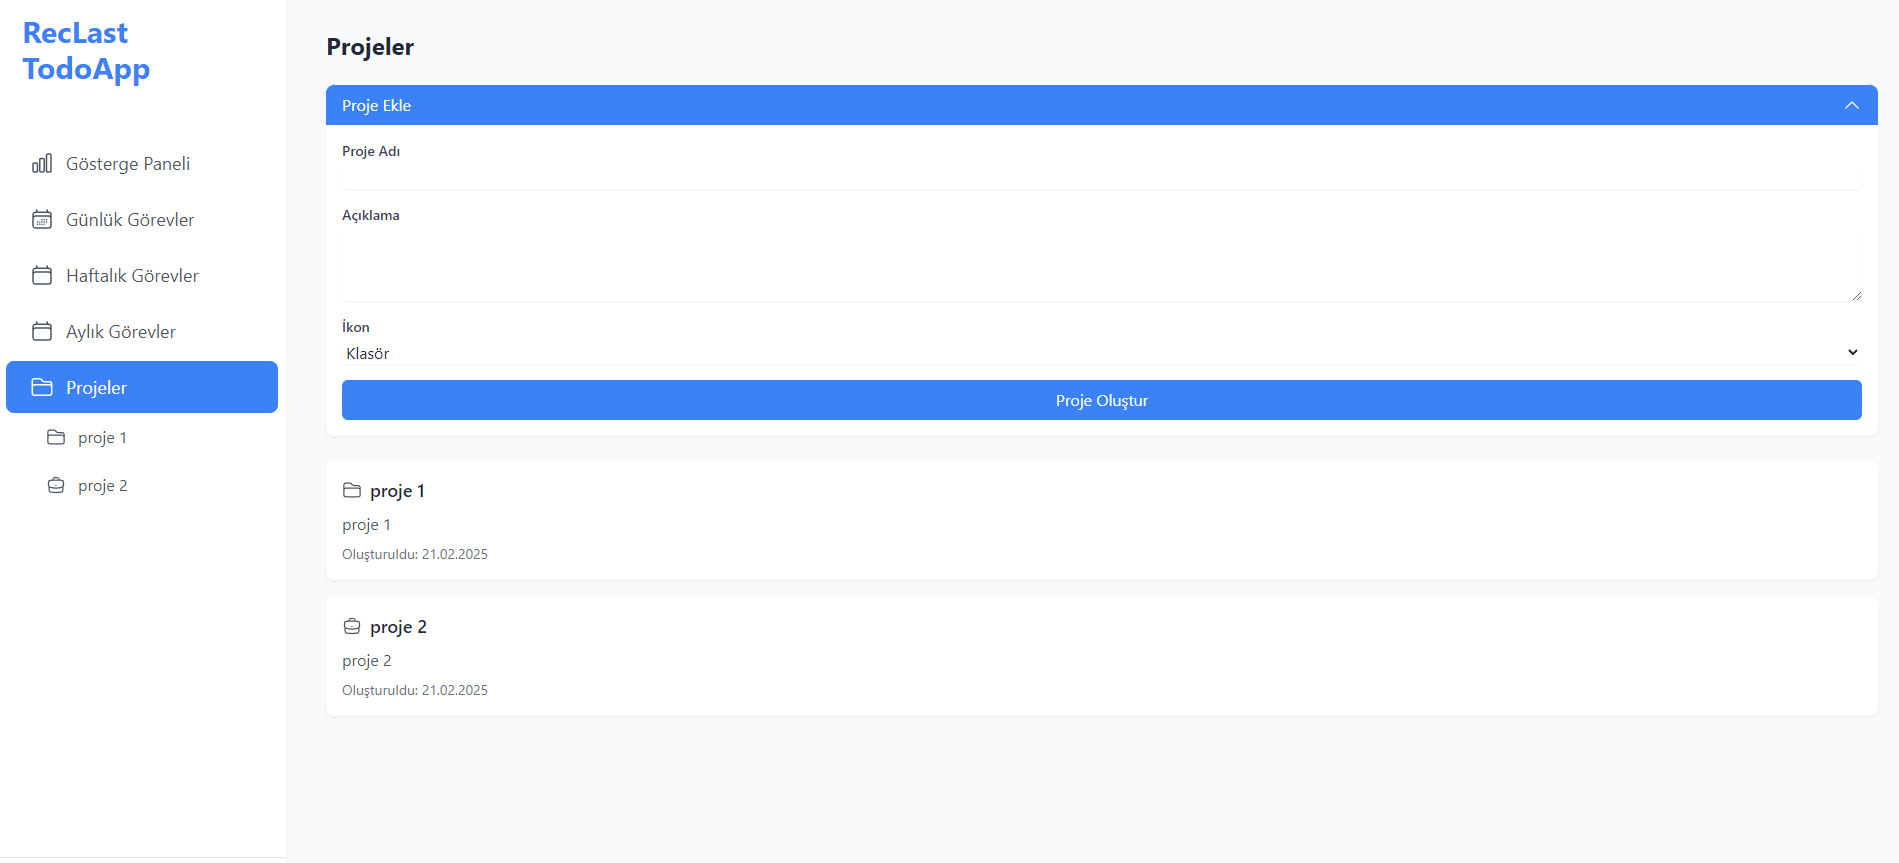 RecLast
TodoApp
Gösterge Paneli
Günlük Görevler
Haftalık Görevler
Aylık Görevler
Projeler
proje 1
proje 2
Projeler
Proje Ekle
Proje Adı
Açıklama
İkon
Klasör
Proje Oluştur
proje 1
proje 1
Oluşturuldu: 21.02.2025
proje 2
proje 2
Oluşturuldu: 21.02.2025